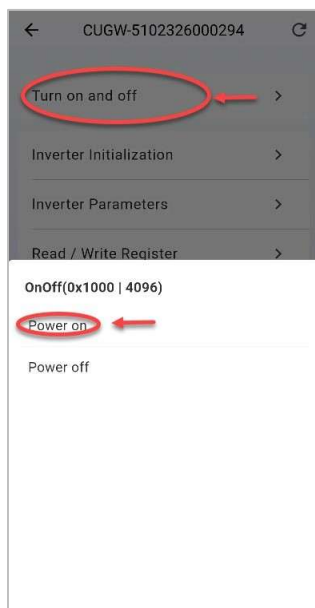 CUGW-5102326000294
Turn on and off
Inverter Initialization
Inverter Parameters
Read / Write Register
OnOff(0x1000 | 4096)
Power on
Power off